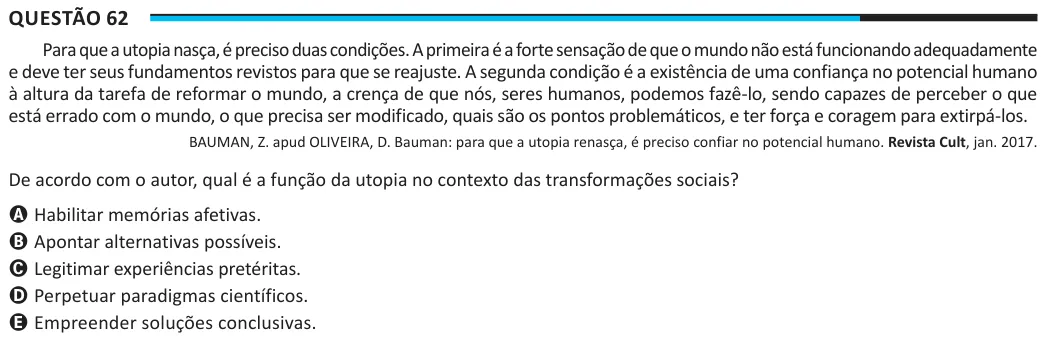 QUESTÃO 62
Para que a utopia nasça, é preciso duas condições. A primeira é a forte sensação de que o mundo não está funcionando adequadamente
e deve ter seus fundamentos revistos para que se reajuste. A segunda condição é a existência de uma confiança no potencial humano
à altura da tarefa de reformar o mundo, a crença de que nós, seres humanos, podemos fazê-lo, sendo capazes de perceber o que
está errado com o mundo, o que precisa ser modificado, quais são os pontos problemáticos, e ter força e coragem para extirpá-los.
BAUMAN, Z. apud OLIVEIRA, D. Bauman: para que a utopia renasça, é preciso confiar no potencial humano. Revista Cult, jan. 2017.
De acordo com o autor, qual é a função da utopia no contexto das transformações sociais?
A Habilitar memórias afetivas.
B Apontar alternativas possíveis.
C Legitimar experiências pretéritas.
D Perpetuar paradigmas científicos.
E Empreender soluções conclusivas.